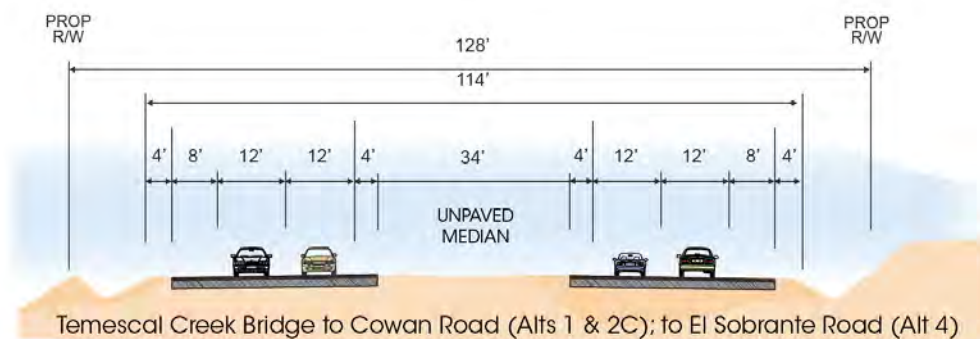 PROP
R/W
PROP
R/W
128’
114’
4’ 8’ 12’ 12’ 4’ 34’ 4’ 12’ 12’ 8’ 4’
UNPAVED
MEDIAN
Temescal Creek Bridge to Cowan Road (Alts 1 & 2C); to El Sobrante Road (Alt 4)